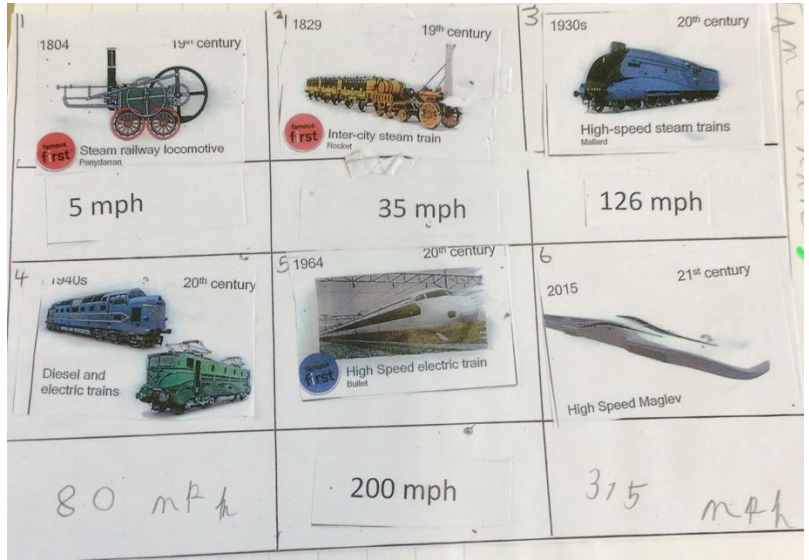 1
1804
19th century
famous
first
Steam railway locomotive
Penydarren
2
1829
19th century
famous
first
Inter-city steam train
Rocket
3
1930s
20th century
High-speed steam trains
Mallard
5 mph
35 mph
126 mph
4
1940s
20th century
Diesel and
electric trains
5
1964
20th century
famous
first
High Speed electric train
Bullet
6
2015
21st century
High Speed Maglev
80 mph
200 mph
315 mph